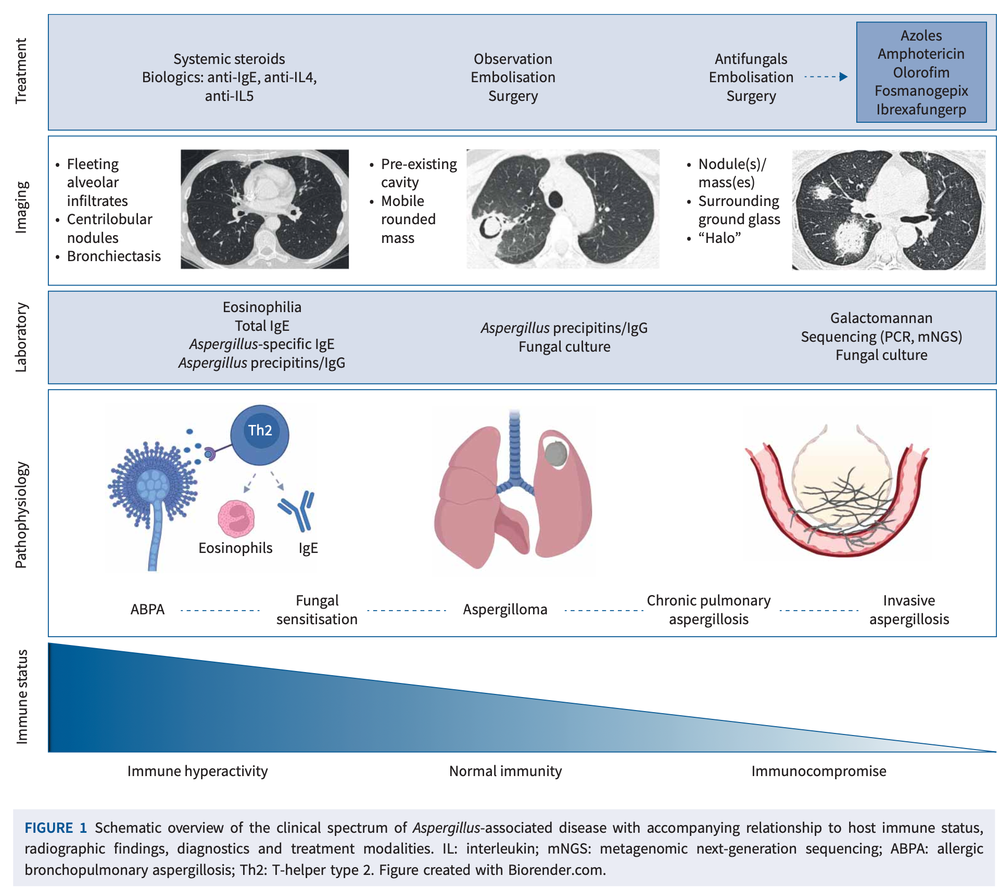 Treatment
Systemic steroids
Biologics: anti-IgE, anti-IL4,
anti-IL5
Observation
Embolisation
Surgery
Antifungals
Embolisation
Surgery
Azoles
Amphotericin
Olorofim
Fosmanogepix
Ibrexafungerp
Imaging
• Fleeting
alveolar
infiltrates
• Centrilobular
nodules
• Bronchiectasis
• Pre-existing
cavity
• Mobile
rounded
mass
• Nodule(s)/
mass(es)
• Surrounding
ground glass
• “Halo”
Laboratory
Eosinophilia
Total IgE
Aspergillus-specific IgE
Aspergillus precipitins/IgG
Aspergillus precipitins/IgG
Fungal culture
Galactomannan
Sequencing (PCR, mNGS)
Fungal culture
Pathophysiology
Th2
Eosinophils
IgE
ABPA
Fungal
sensitisation
Aspergilloma
Chronic pulmonary
aspergillosis
Invasive
aspergillosis
Immune status
Immune hyperactivity
Normal immunity
Immunocompromise
FIGURE 1 Schematic overview of the clinical spectrum of Aspergillus-associated disease with accompanying relationship to host immune status,
radiographic findings, diagnostics and treatment modalities. IL: interleukin; mNGS: metagenomic next-generation sequencing; ABPA: allergic
bronchopulmonary aspergillosis; Th2: T-helper type 2. Figure created with Biorender.com.